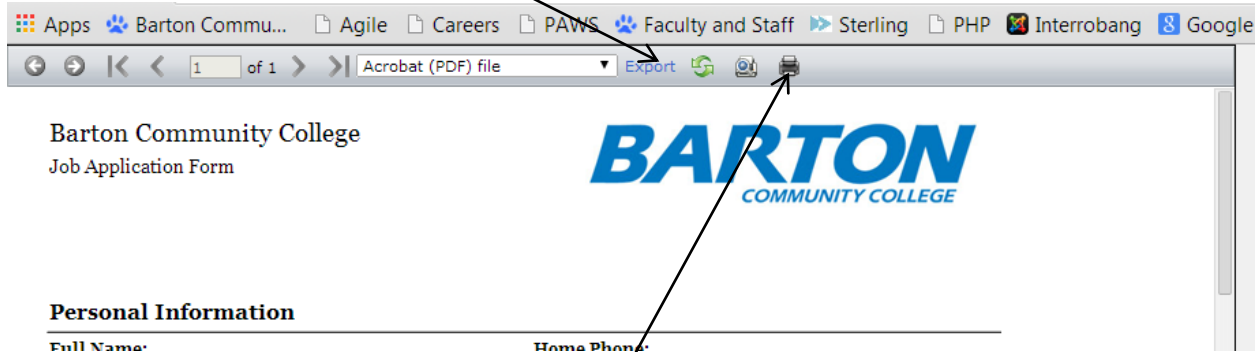 Apps Barton Commu... Agile Careers PAWS Faculty and Staff Sterling PHP Interrobang Google
1 of 1 Acrobat (PDF) file Export
Barton Community College
Job Application Form
BARTON
COMMUNITY COLLEGE
Personal Information
Full Name: Home Phone: